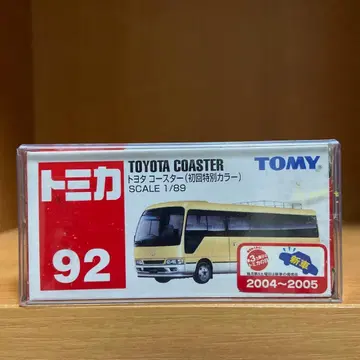 トミカ
92
TOYOTA COASTER
トヨタ コースター(初回特別カラー)
SCALE 1/89
TOMY
新車
2004〜2005